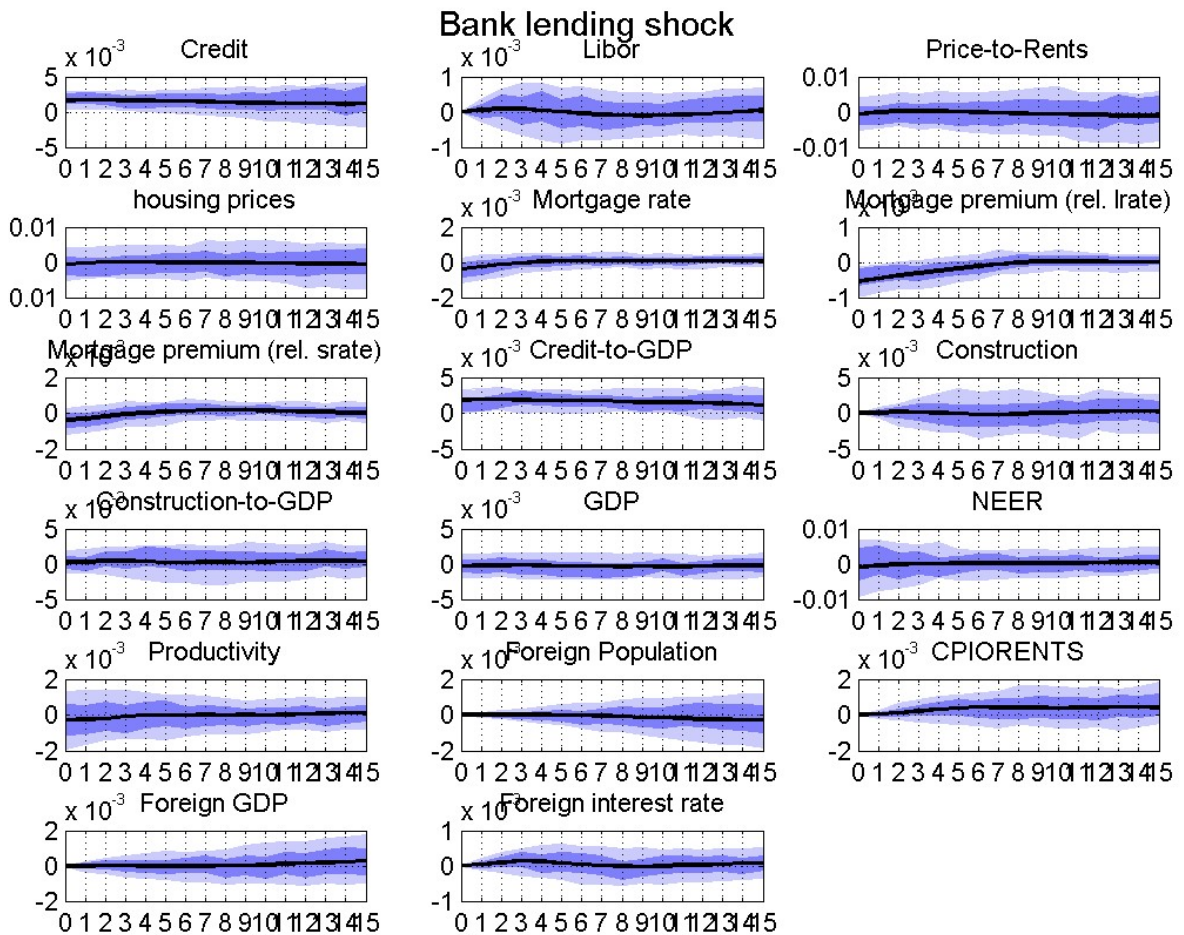 Bank lending shock
x 10-3 Credit
5
0
-5
0 1 2 3 4 5 6 7 8 9 10 11 12 13 14 15
x 10-3 Libor
1
0
-1
0 1 2 3 4 5 6 7 8 9 10 11 12 13 14 15
Price-to-Rents
0.01
0
-0.01
0 1 2 3 4 5 6 7 8 9 10 11 12 13 14 15
housing prices
0.01
0
0.01
0 1 2 3 4 5 6 7 8 9 10 11 12 13 14 15
x 10-3 Mortgage rate
2
0
-2
0 1 2 3 4 5 6 7 8 9 10 11 12 13 14 15
x 10-3 Mortgage premium (rel. lrate)
1
0
-1
0 1 2 3 4 5 6 7 8 9 10 11 12 13 14 15
x 10-3 Mortgage premium (rel. srate)
2
0
-2
0 1 2 3 4 5 6 7 8 9 10 11 12 13 14 15
x 10-3 Credit-to-GDP
5
0
-5
0 1 2 3 4 5 6 7 8 9 10 11 12 13 14 15
x 10-3 Construction
5
0
-5
0 1 2 3 4 5 6 7 8 9 10 11 12 13 14 15
x 10-3 Construction-to-GDP
5
0
-5
0 1 2 3 4 5 6 7 8 9 10 11 12 13 14 15
x 10-3 GDP
5
0
-5
0 1 2 3 4 5 6 7 8 9 10 11 12 13 14 15
NEER
0.01
0
-0.01
0 1 2 3 4 5 6 7 8 9 10 11 12 13 14 15
x 10-3 Productivity
2
0
-2
0 1 2 3 4 5 6 7 8 9 10 11 12 13 14 15
x 10-3 Foreign Population
2
0
-2
0 1 2 3 4 5 6 7 8 9 10 11 12 13 14 15
x 10-3 CPIORENTS
2
0
-2
0 1 2 3 4 5 6 7 8 9 10 11 12 13 14 15
x 10-3 Foreign GDP
2
0
-2
0 1 2 3 4 5 6 7 8 9 10 11 12 13 14 15
x 10-3 Foreign interest rate
1
0
-1
0 1 2 3 4 5 6 7 8 9 10 11 12 13 14 15